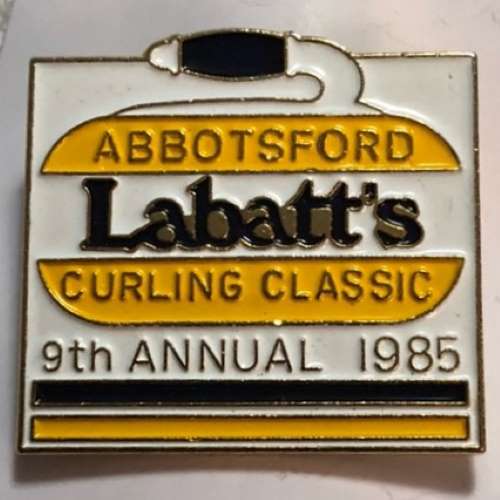 ABBOTSFORD
Labatt's
CURLING CLASSIC
9th ANNUAL 1985